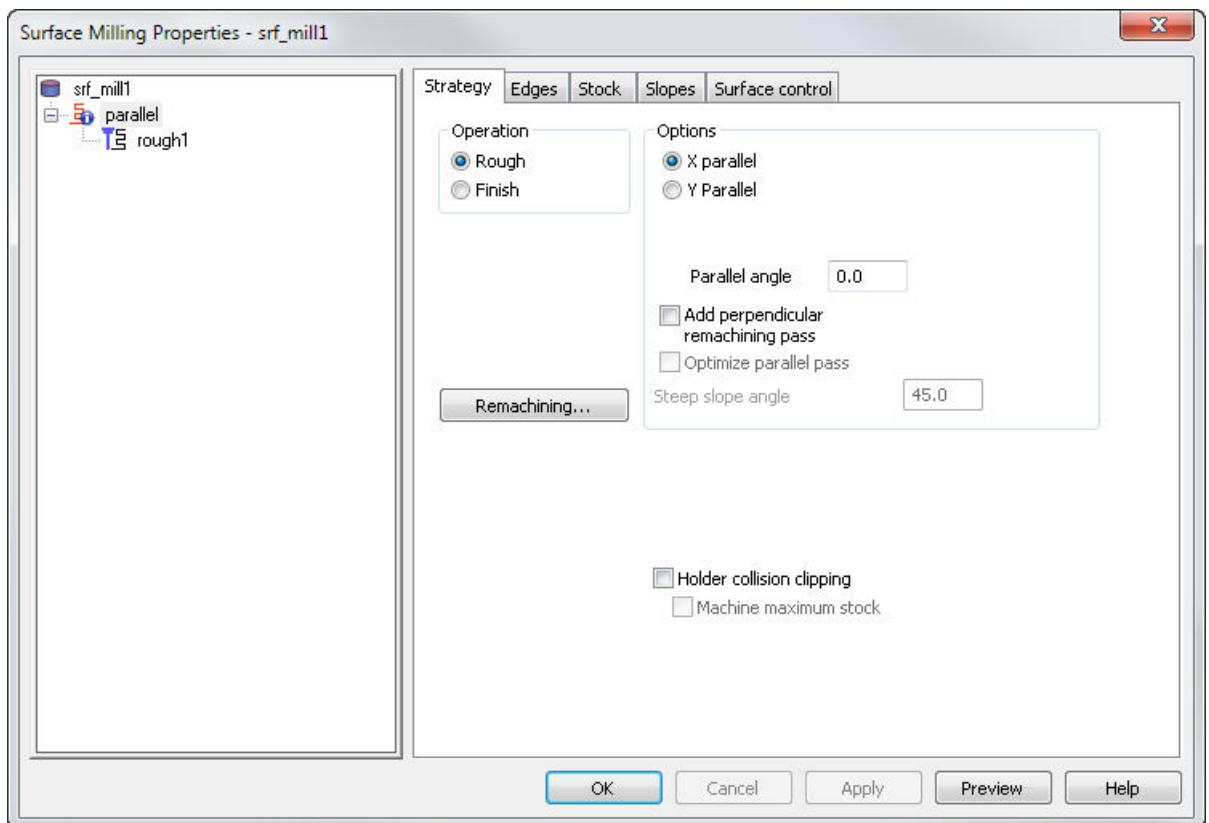 Surface Milling Properties - srf_mill1
srf_mill1
parallel
rough1
Strategy Edges Stock Slopes Surface control
Operation
Rough
Finish
Remachining...
Options
X parallel
Y Parallel
Parallel angle 0.0
Add perpendicular
remachining pass
Optimize parallel pass
Steep slope angle 45.0
Holder collision clipping
Machine maximum stock
OK Cancel Apply Preview Help